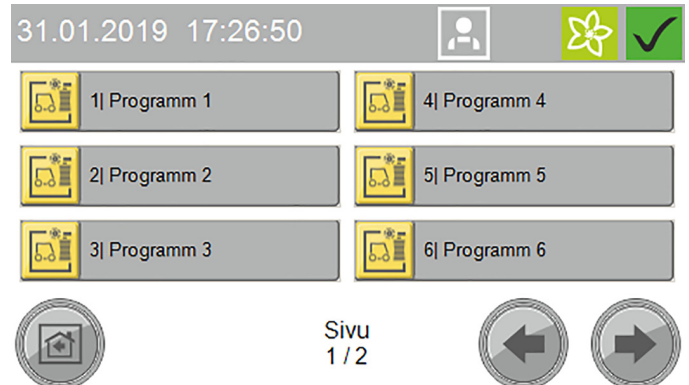 31.01.2019 17:26:50
1| Programm 1
4| Programm 4
2| Programm 2
5| Programm 5
3| Programm 3
6| Programm 6
Sivu
1 / 2